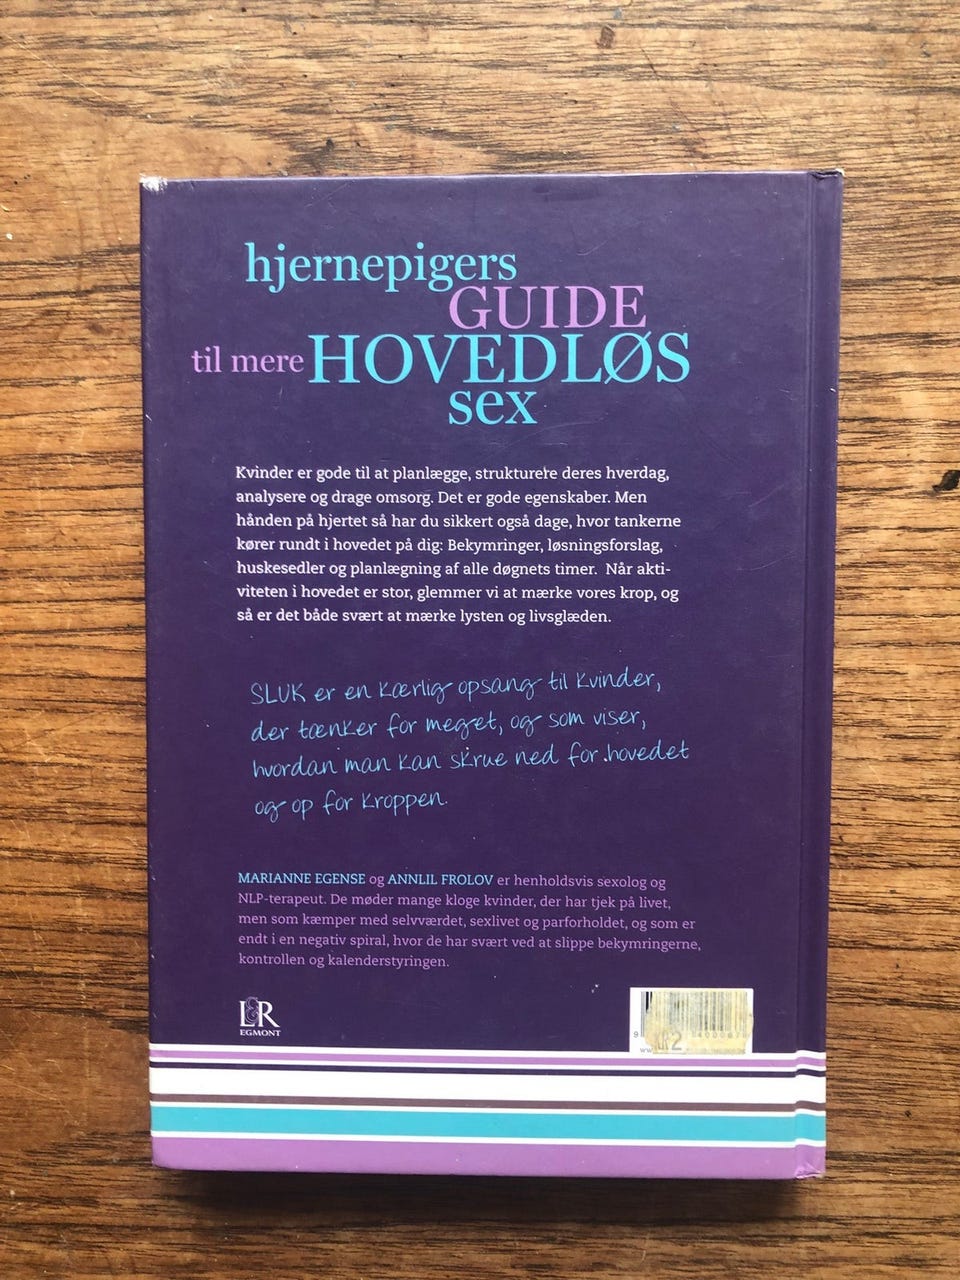 hjernepigers
GUIDE
til mere HOVEDLØS
sex
Kvinder er gode til at planlægge, strukturere deres hverdag,
analysere og drage omsorg. Det er gode egenskaber. Men
hånden på hjertet så har du sikkert også dage, hvor tankerne
kører rundt i hovedet på dig: Bekymringer, løsningsforslag,
huskesedler og planlægning af alle døgnets timer. Når akti-
viteten i hovedet er stor, glemmer vi at mærke vores krop, og
så er det både svært at mærke lysten og livsglæden.
SLUK er en kærlig opsang til kvinder,
der tænker for meget, og som viser,
hvordan man kan skrue ned for hovedet
og op for kroppen.
MARIANNE EGENSE og ANNLIL FROLOV er henholdsvis sexolog og
NLP-terapeut. De møder mange kloge kvinder, der har tjek på livet,
men som kæmper med selvværdet, sexlivet og parforholdet, og som er
endt i en negativ spiral, hvor de har svært ved at slippe bekymringerne,
kontrollen og kalenderstyringen.
L&R
EGMONT
9